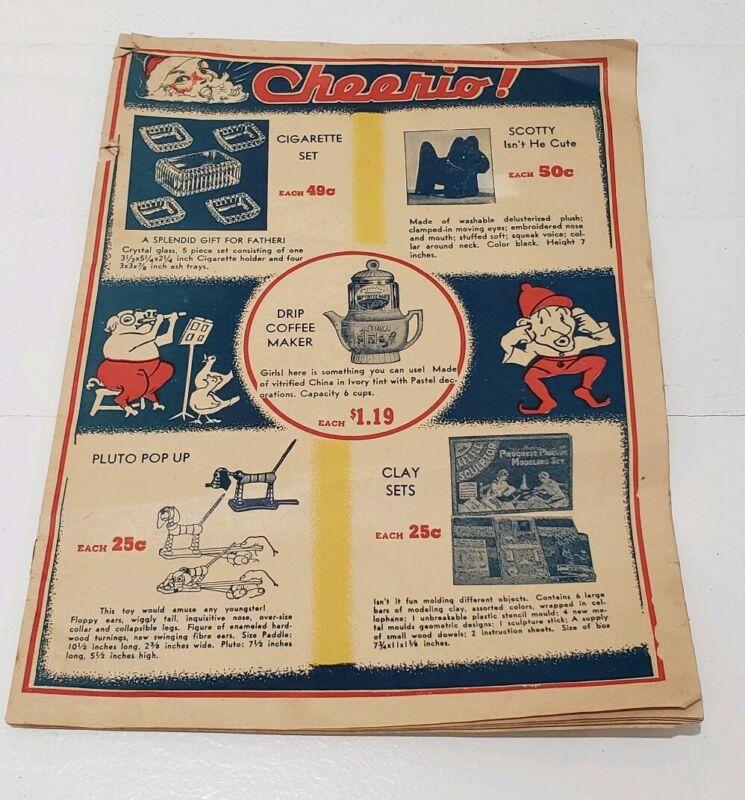 Cheerio!
CIGARETTE
SET
EACH 49c
A SPLENDID GIFT FOR FATHER!
Crystal glass, 5 piece set consisting of one
3½x5¼x2¼ inch Cigarette holder and four
3x3x⅞ inch ash trays.
SCOTTY
Isn't He Cute
EACH 50c
Made of washable delusterized plush;
clamped-in moving eyes; embroidered nose
and mouth; stuffed soft; squeak voice; col-
lar around neck. Color black. Height 7
inches.
DRIP
COFFEE
MAKER
Girls! here is something you can use! Made
of vitrified China in Ivory tint with Pastel dec-
orations. Capacity 6 cups.
EACH $1.19
PLUTO POP UP
EACH 25c
This toy would amuse any youngster!
Floppy ears, wiggly tail, inquisitive nose, over-size
collar and collapsible legs. Figure of enameled hard-
wood turnings, new swinging fibre ears. Size Paddle:
10½ inches long, 2⅜ inches wide. Pluto: 7½ inches
long, 5½ inches high.
CLAY
SETS
EACH 25c
LITTLE
SCULPTOR
MODELING SET
Isn't it fun molding different objects. Contains 6 large
bars of modeling clay, assorted colors, wrapped in cel-
lophane; 1 unbreakable plastic stencil mould; 4 new me-
tal moulds geometric designs; 1 sculpture stick; A supply
of small wood dowels; 2 instruction sheets. Size of box
7¾x11x1⅛ inches.